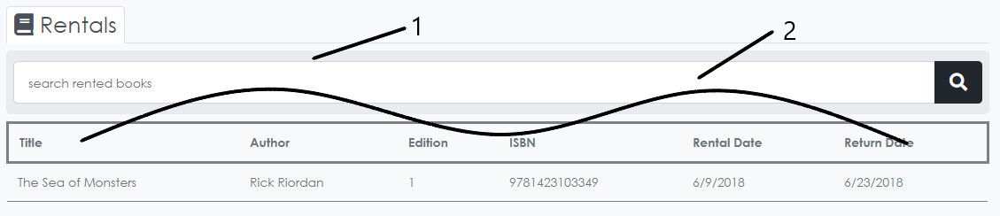 Rentals
1
2
search rented books
Title Author Edition ISBN Rental Date Return Date
The Sea of Monsters Rick Riordan 1 9781423103349 6/9/2018 6/23/2018